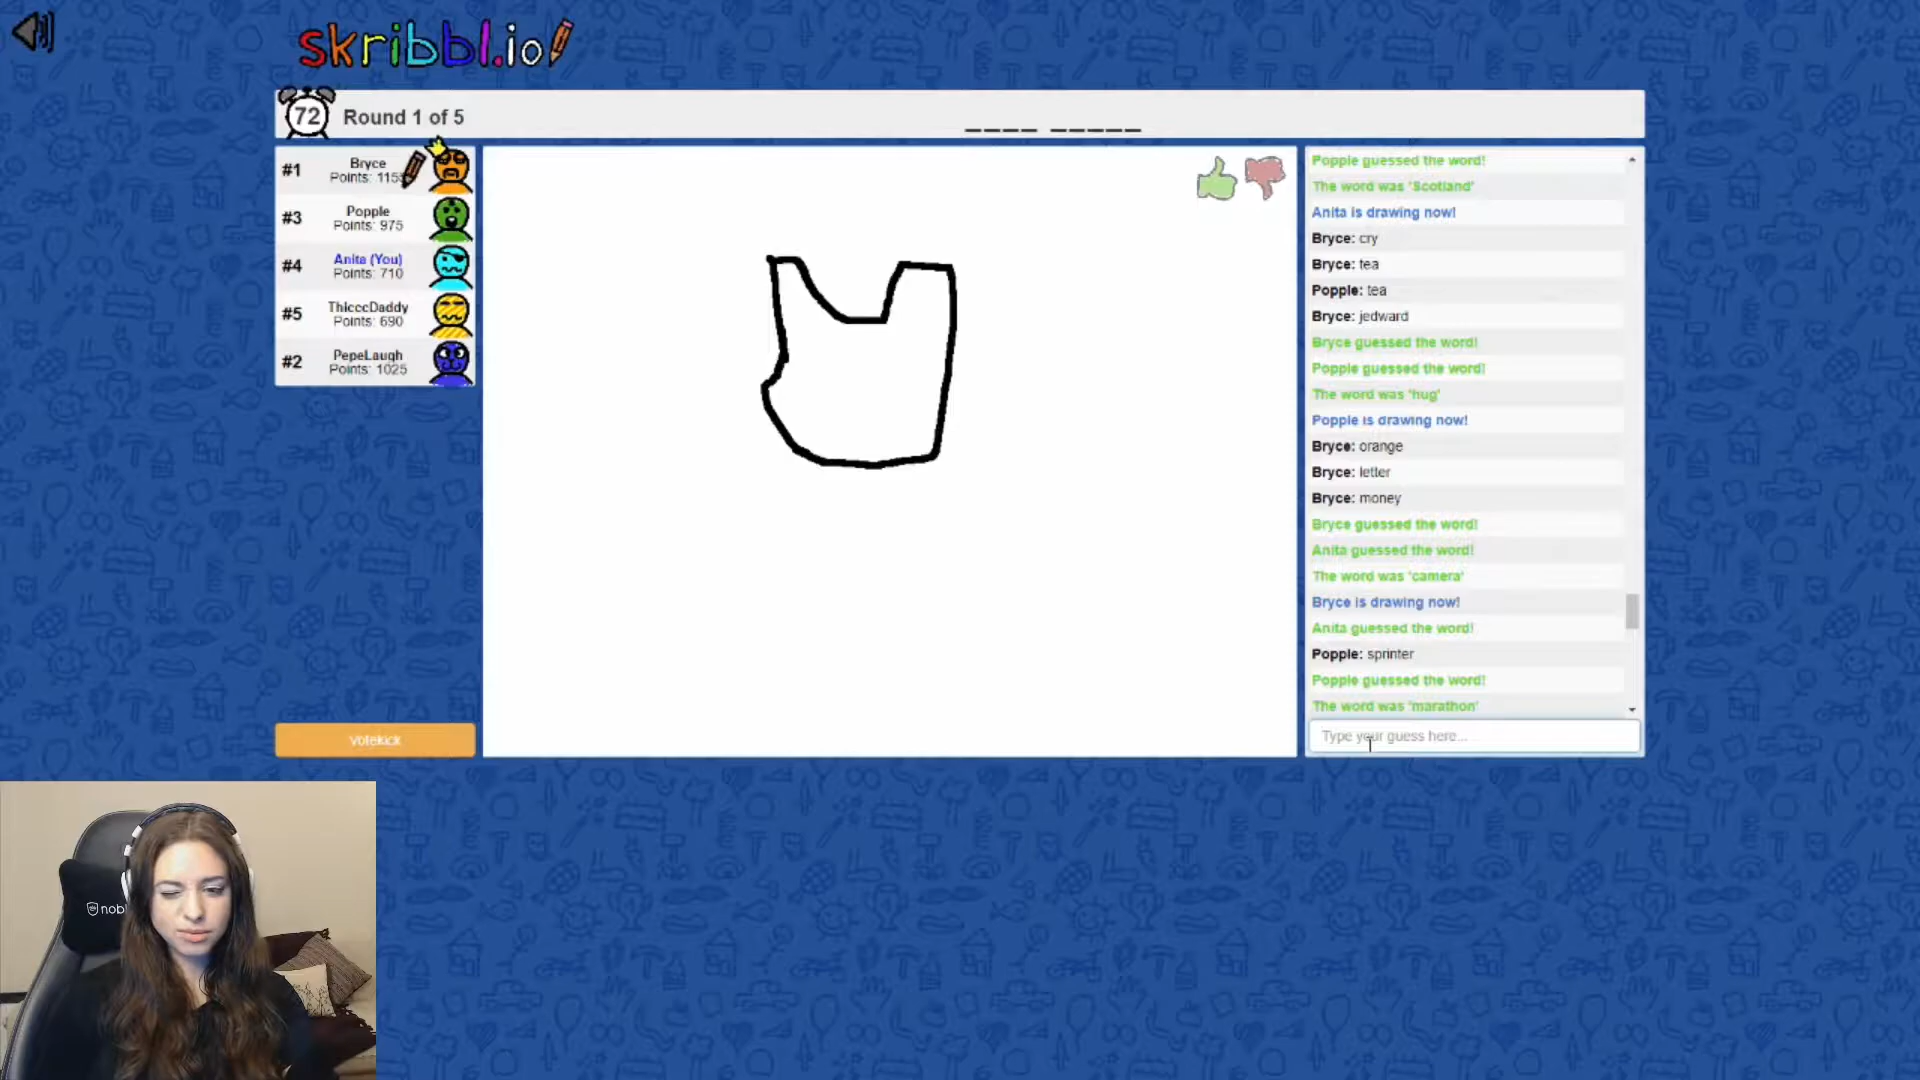 skribbl.io
72
Round 1 of 5
____ _____
#1
Bryce
Points: 1155
#3
Popple
Points: 975
#4
Anita (You)
Points: 710
#5
ThicccDaddy
Points: 690
#2
PepeLaugh
Points: 1025
Votekick
Popple guessed the word!
The word was 'Scotland'
Anita is drawing now!
Bryce: cry
Bryce: tea
Popple: tea
Bryce: jedward
Bryce guessed the word!
Popple guessed the word!
The word was 'hug'
Popple is drawing now!
Bryce: orange
Bryce: letter
Bryce: money
Bryce guessed the word!
Anita guessed the word!
The word was 'camera'
Bryce is drawing now!
Anita guessed the word!
Popple: sprinter
Popple guessed the word!
The word was 'marathon'
Type your guess here...